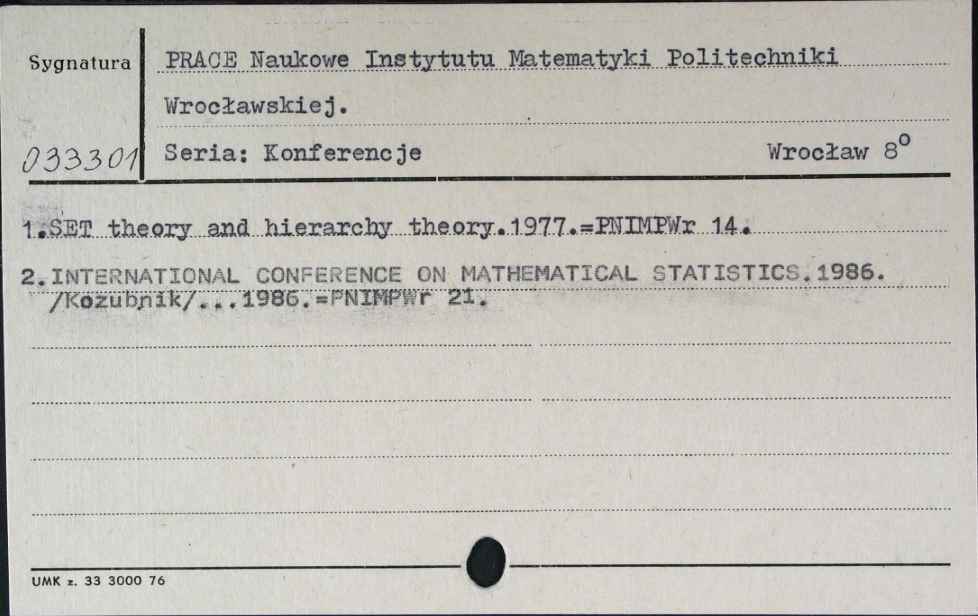 Sygnatura
PRACE Naukowe Instytutu Matematyki Politechniki
Wrocławskiej.
033301
Seria: Konferencje Wrocław 8°
1.SET theory and hierarchy theory.1977.=PNIMPWr 14.
2.INTERNATIONAL CONFERENCE ON MATHEMATICAL STATISTICS.1986.
/Kozubnik/...1986.=PNIMPWr 21.
UMK z. 33 3000 76